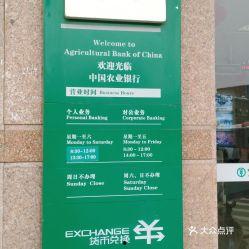 Welcome to
Agricultural Bank of China
欢迎光临
中国农业银行
营业时间 Business Hours
个人业务 对公业务
Personal Banking Corporate Banking
星期一至六 星期一至五
Monday to Saturday Monday to Friday
8:30-12:00 8:30-12:00
13:30-17:00 14:00-17:00
周日不办理 周六、日不办理
Sunday Close Saturday
Sunday Close
EXCHANGE
货币兑换
大众点评